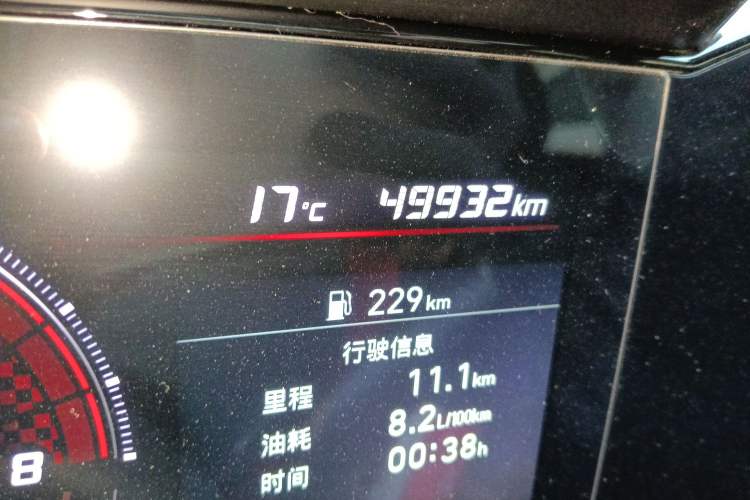 17°C 49932km
229km
行驶信息
里程 11.1km
油耗 8.2L/100km
时间 00:38h
8